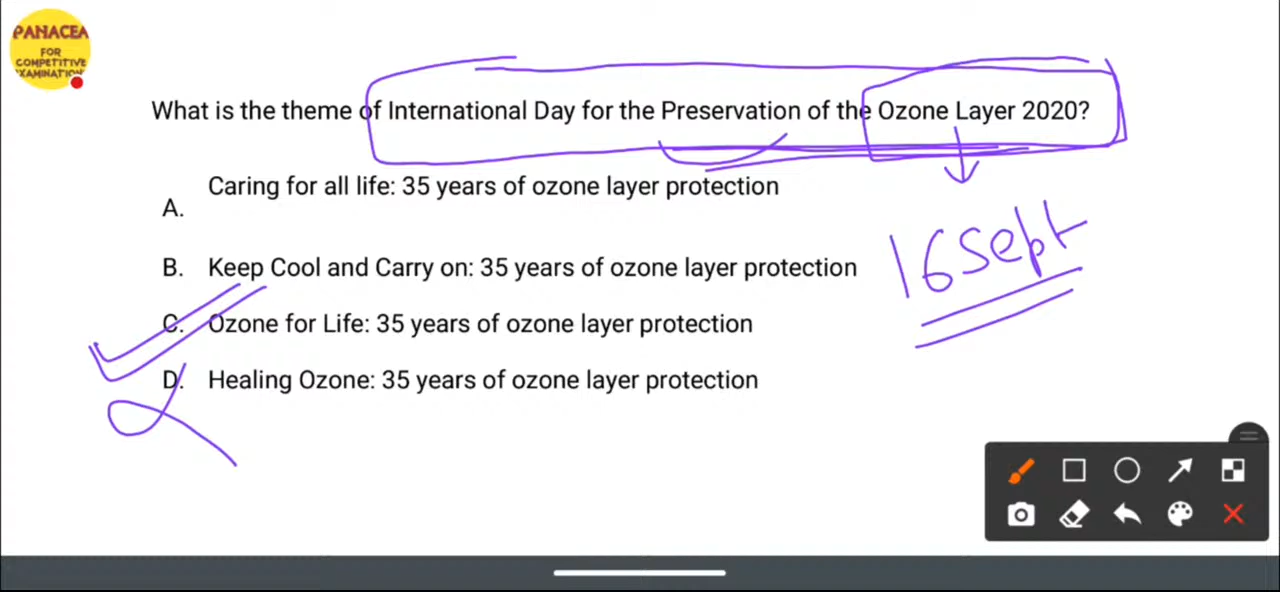 PANACEA
FOR
COMPETITIVE
EXAMINATION
What is the theme of International Day for the Preservation of the Ozone Layer 2020?
A. Caring for all life: 35 years of ozone layer protection
B. Keep Cool and Carry on: 35 years of ozone layer protection
C. Ozone for Life: 35 years of ozone layer protection
D. Healing Ozone: 35 years of ozone layer protection
16 Sept